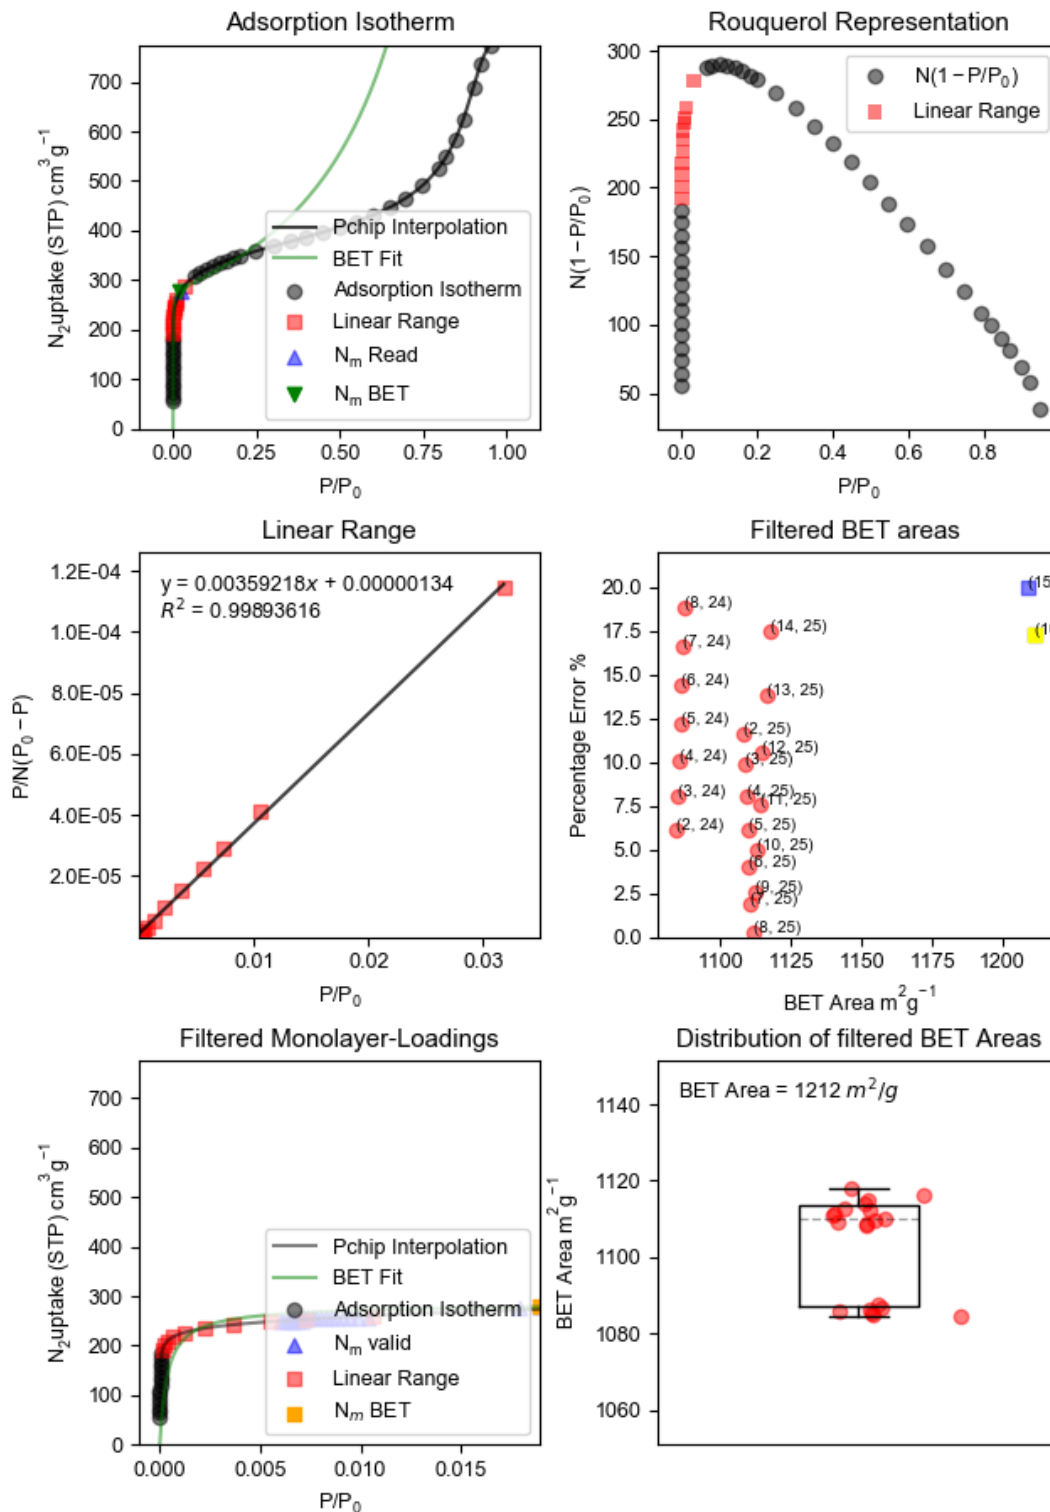 Adsorption Isotherm
N₂uptake (STP) cm³g⁻¹
700
600
500
400
300
200
100
0
0.00 0.25 0.50 0.75 1.00
P/P₀
Pchip Interpolation
BET Fit
Adsorption Isotherm
Linear Range
Nₘ Read
Nₘ BET
Rouquerol Representation
N(1−P/P₀)
300
250
200
150
100
50
0.0 0.2 0.4 0.6 0.8
P/P₀
N(1−P/P₀)
Linear Range
Linear Range
P/N(P₀−P)
1.2E-04
1.0E-04
8.0E-05
6.0E-05
4.0E-05
2.0E-05
0.01 0.02 0.03
P/P₀
y = 0.00359218x + 0.00000134
R² = 0.99893616
Filtered BET areas
Percentage Error %
20.0
17.5
15.0
12.5
10.0
7.5
5.0
2.5
0.0
1100 1125 1150 1175 1200
BET Area m²g⁻¹
(15
(1
(8, 24)
(14, 25)
(7, 24)
(6, 24)
(13, 25)
(5, 24)
(2, 25)
(12, 25)
(4, 24)
(3, 25)
(3, 24)
(4, 25)
(11, 25)
(2, 24)
(5, 25)
(10, 25)
(6, 25)
(9, 25)
(7, 25)
(8, 25)
Filtered Monolayer-Loadings
N₂uptake (STP) cm³g⁻¹
700
600
500
400
300
200
100
0
0.000 0.005 0.010 0.015
P/P₀
Pchip Interpolation
BET Fit
Adsorption Isotherm
Nₘ valid
Linear Range
Nₘ BET
Distribution of filtered BET Areas
BET Area m²g⁻¹
1140
1120
1100
1080
1060
BET Area = 1212 m²/g